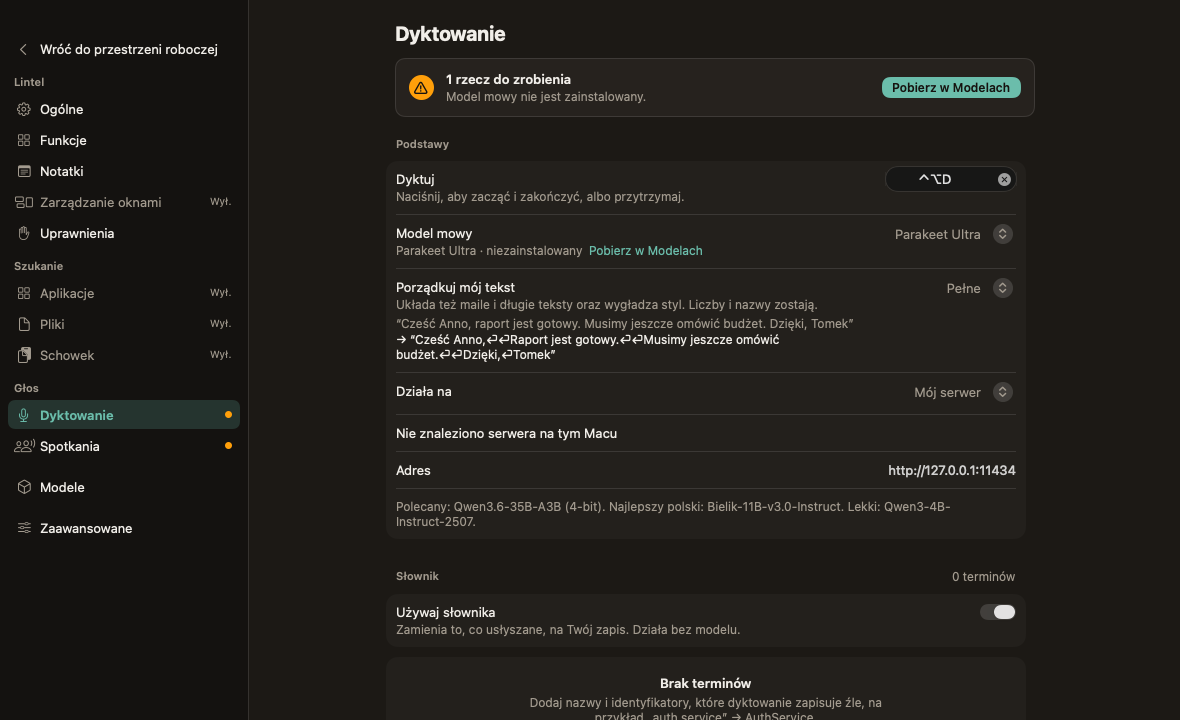 Wróć do przestrzeni roboczej
Lintel
Ogólne
Funkcje
Notatki
Zarządzanie oknami Wył.
Uprawnienia
Szukanie
Aplikacje Wył.
Pliki Wył.
Schowek Wył.
Głos
Dyktowanie
Spotkania
Modele
Zaawansowane
Dyktowanie
1 rzecz do zrobienia
Model mowy nie jest zainstalowany.
Pobierz w Modelach
Podstawy
Dyktuj
Naciśnij, aby zacząć i zakończyć, albo przytrzymaj.
⌃⌥D
Model mowy
Parakeet Ultra · niezainstalowany Pobierz w Modelach
Parakeet Ultra
Porządkuj mój tekst
Układa też maile i długie teksty oraz wygładza styl. Liczby i nazwy zostają.
Pełne
“Cześć Anno, raport jest gotowy. Musimy jeszcze omówić budżet. Dzięki, Tomek”
→ “Cześć Anno,⏎⏎Raport jest gotowy.⏎⏎Musimy jeszcze omówić
budżet.⏎⏎Dzięki,⏎Tomek”
Działa na Mój serwer
Nie znaleziono serwera na tym Macu
Adres http://127.0.0.1:11434
Polecany: Qwen3.6-35B-A3B (4-bit). Najlepszy polski: Bielik-11B-v3.0-Instruct. Lekki: Qwen3-4B-
Instruct-2507.
Słownik 0 terminów
Używaj słownika
Zamienia to, co usłyszane, na Twój zapis. Działa bez modelu.
Brak terminów
Dodaj nazwy i identyfikatory, które dyktowanie zapisuje źle, na
przykład „auth service” → AuthService.